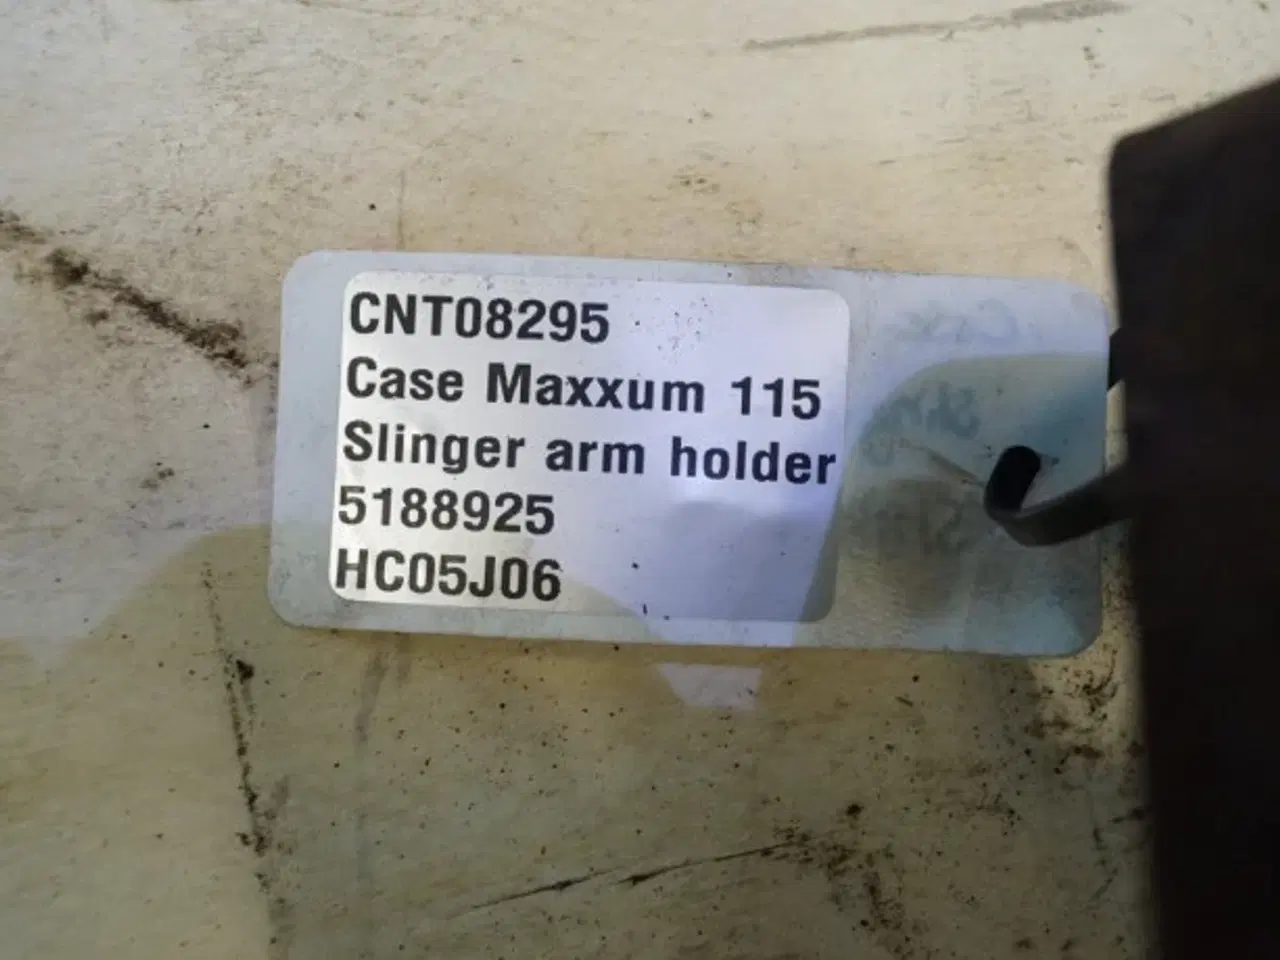 CNT08295
Case Maxxum 115
Slinger arm holder
5188925
HC05J06